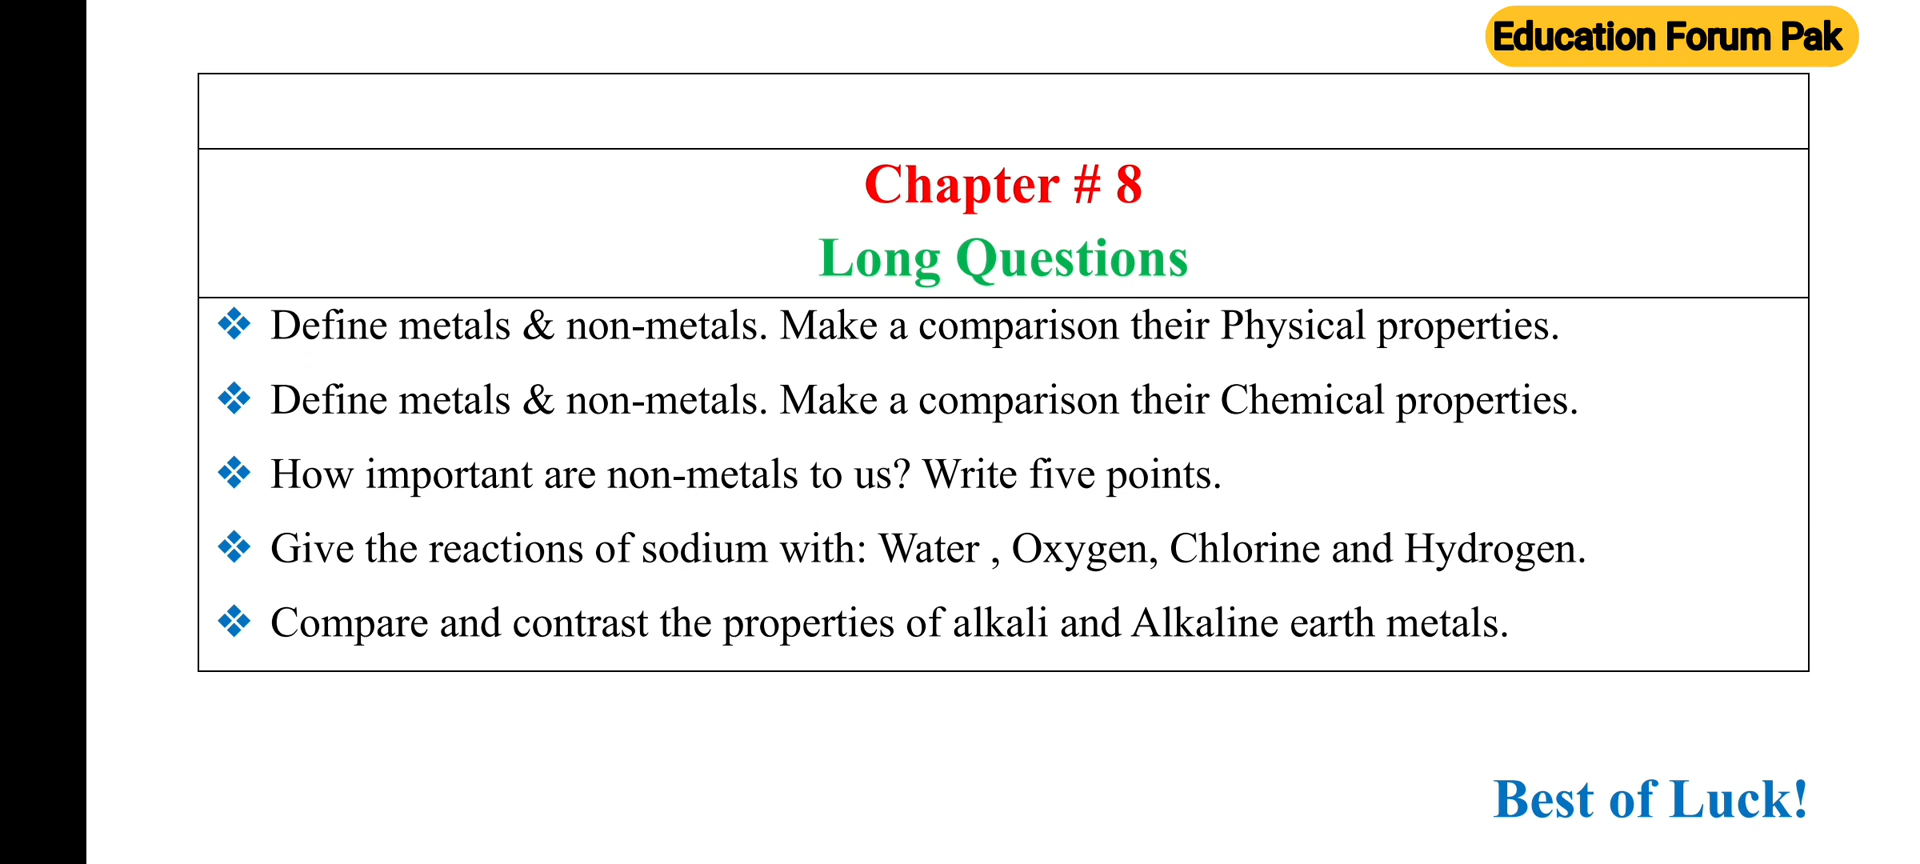 Education Forum Pak
Chapter # 8
Long Questions
❖ Define metals & non-metals. Make a comparison their Physical properties.
❖ Define metals & non-metals. Make a comparison their Chemical properties.
❖ How important are non-metals to us? Write five points.
❖ Give the reactions of sodium with: Water , Oxygen, Chlorine and Hydrogen.
❖ Compare and contrast the properties of alkali and Alkaline earth metals.
Best of Luck!